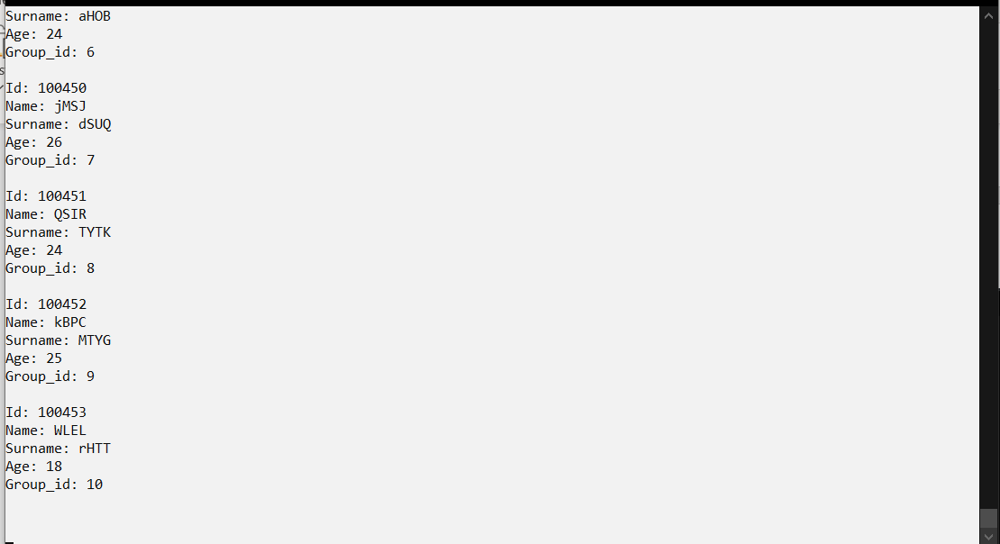 Surname: aHOB
Age: 24
Group_id: 6
Id: 100450
Name: jMSJ
Surname: dSUQ
Age: 26
Group_id: 7
Id: 100451
Name: QSIR
Surname: TYTK
Age: 24
Group_id: 8
Id: 100452
Name: kBPC
Surname: MTYG
Age: 25
Group_id: 9
Id: 100453
Name: WLEL
Surname: rHTT
Age: 18
Group_id: 10